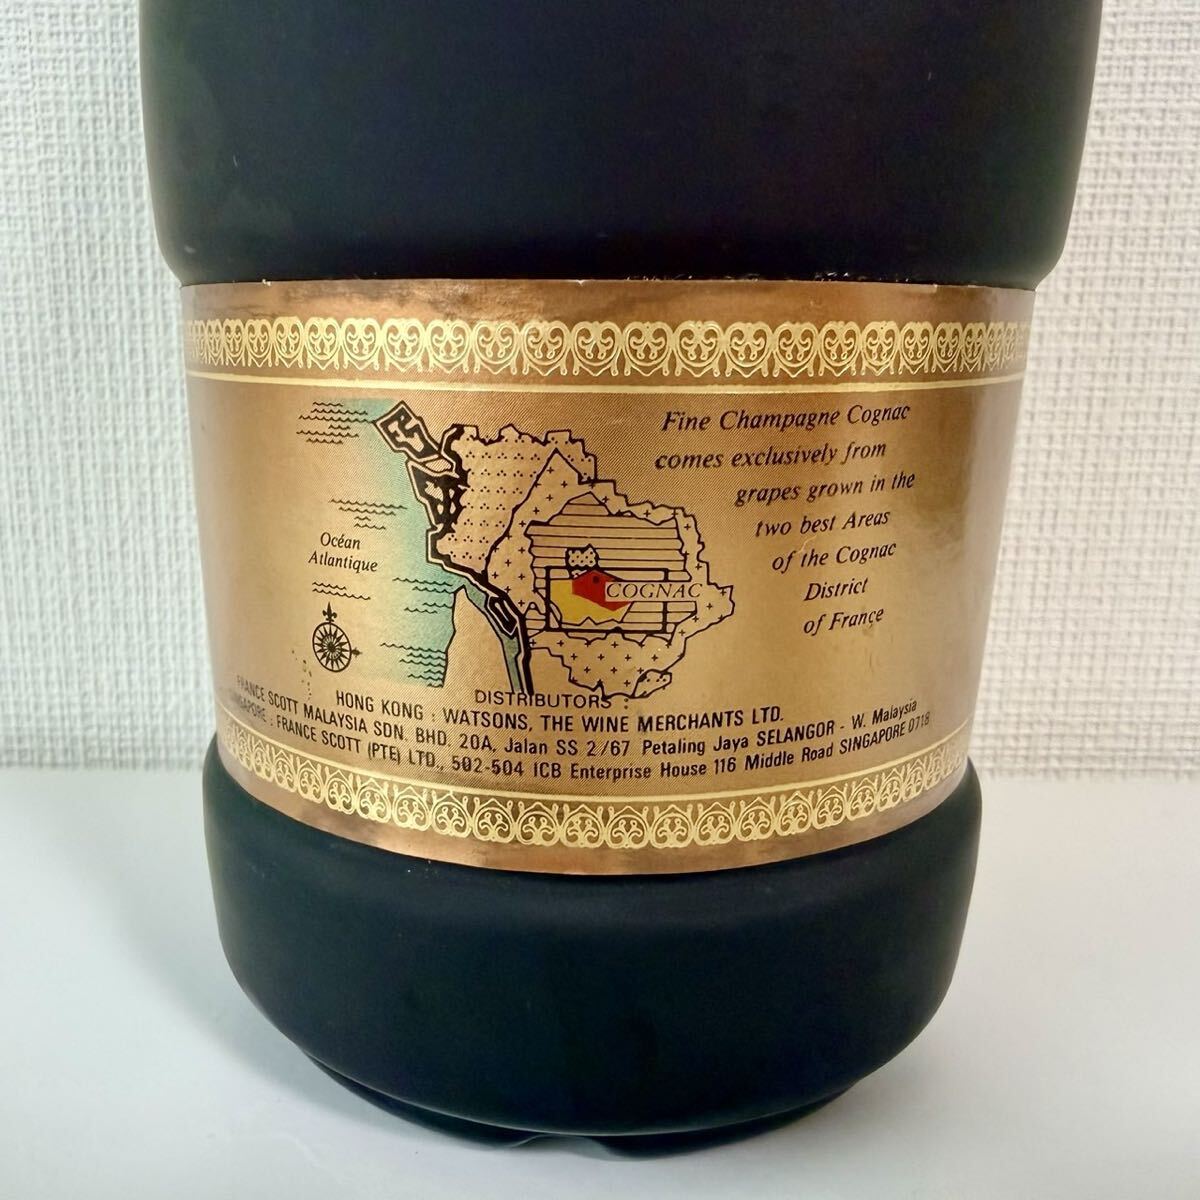 Fine Champagne Cognac
comes exclusively from
grapes grown in the
two best Areas
of the Cognac
District
of France
Océan
Atlantique
COGNAC
DISTRIBUTORS :
HONG KONG : WATSONS, THE WINE MERCHANTS LTD.
FRANCE SCOTT MALAYSIA SDN. BHD. 20A, Jalan SS 2/67 Petaling Jaya SELANGOR - W. Malaysia
SINGAPORE : FRANCE SCOTT (PTE) LTD., 502-504 ICB Enterprise House 116 Middle Road SINGAPORE 0718